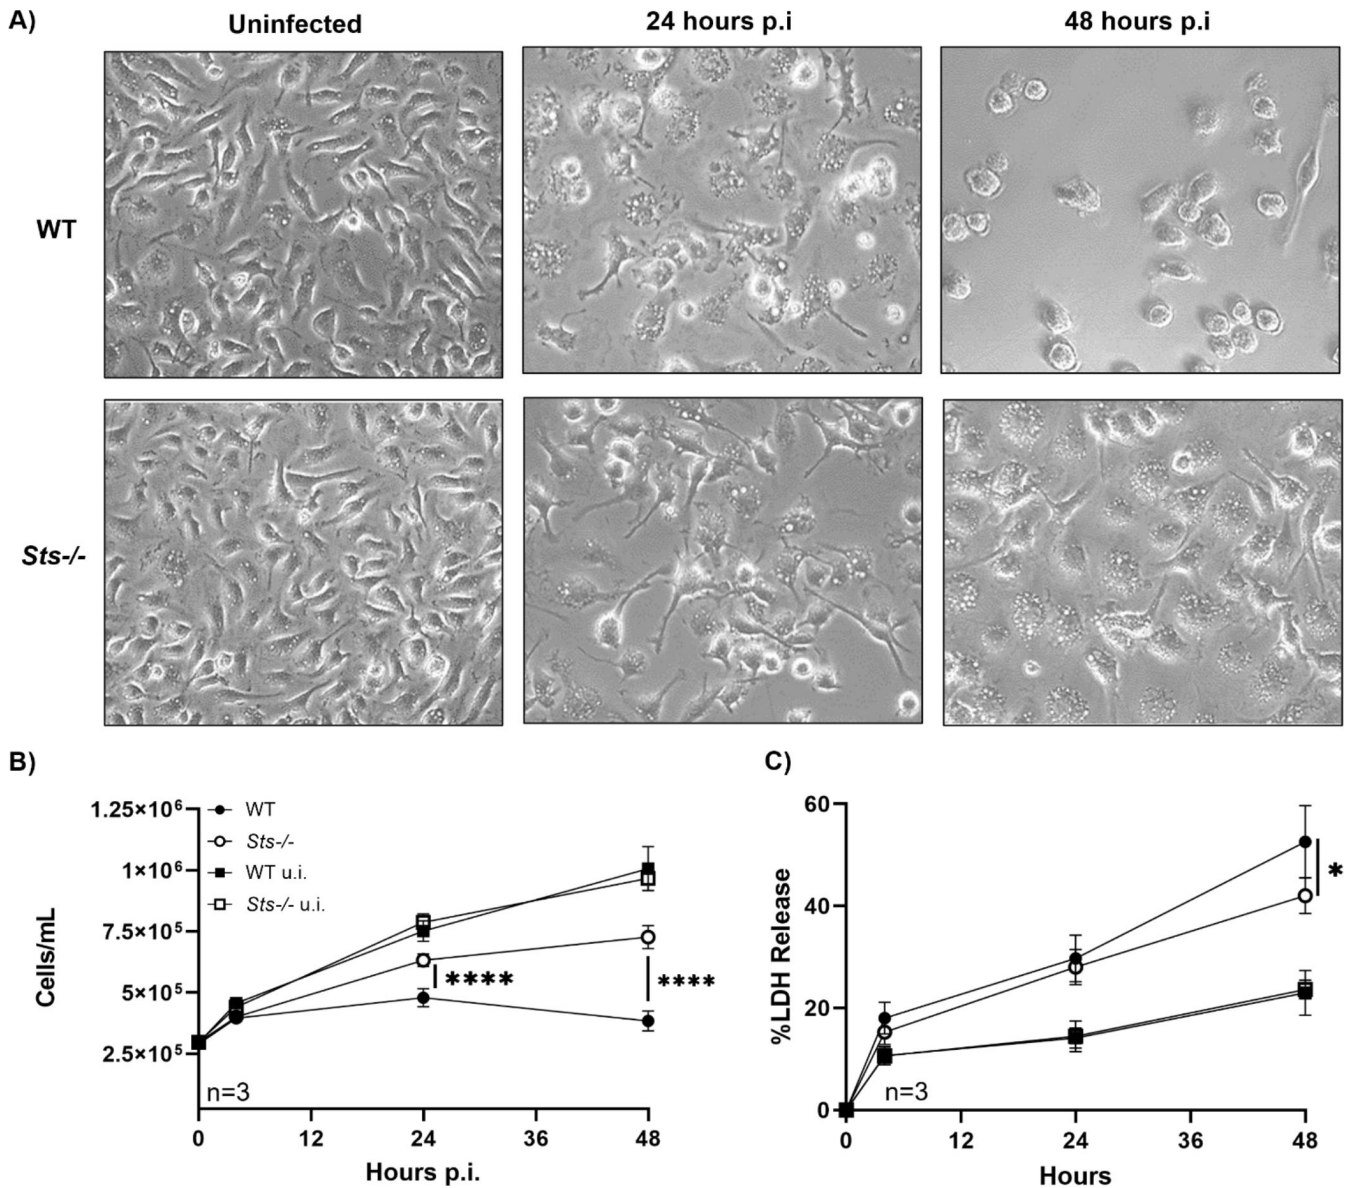 A)
Uninfected
24 hours p.i
48 hours p.i
WT
Sts-/-
B)
1.25×10⁶
1×10⁶
7.5×10⁵
5×10⁵
2.5×10⁵
Cells/mL
WT
Sts-/-
WT u.i.
Sts-/- u.i.
****
****
n=3
0
12
24
36
48
Hours p.i.
C)
60
40
20
0
%LDH Release
*
n=3
0
12
24
36
48
Hours